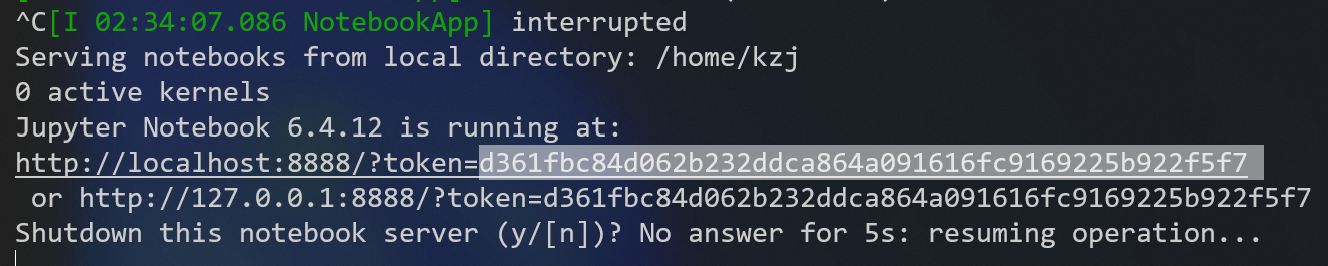 ^C[I 02:34:07.086 NotebookApp] interrupted
Serving notebooks from local directory: /home/kzj
0 active kernels
Jupyter Notebook 6.4.12 is running at:
http://localhost:8888/?token=d361fbc84d062b232ddca864a091616fc9169225b922f5f7
 or http://127.0.0.1:8888/?token=d361fbc84d062b232ddca864a091616fc9169225b922f5f7
Shutdown this notebook server (y/[n])? No answer for 5s: resuming operation...